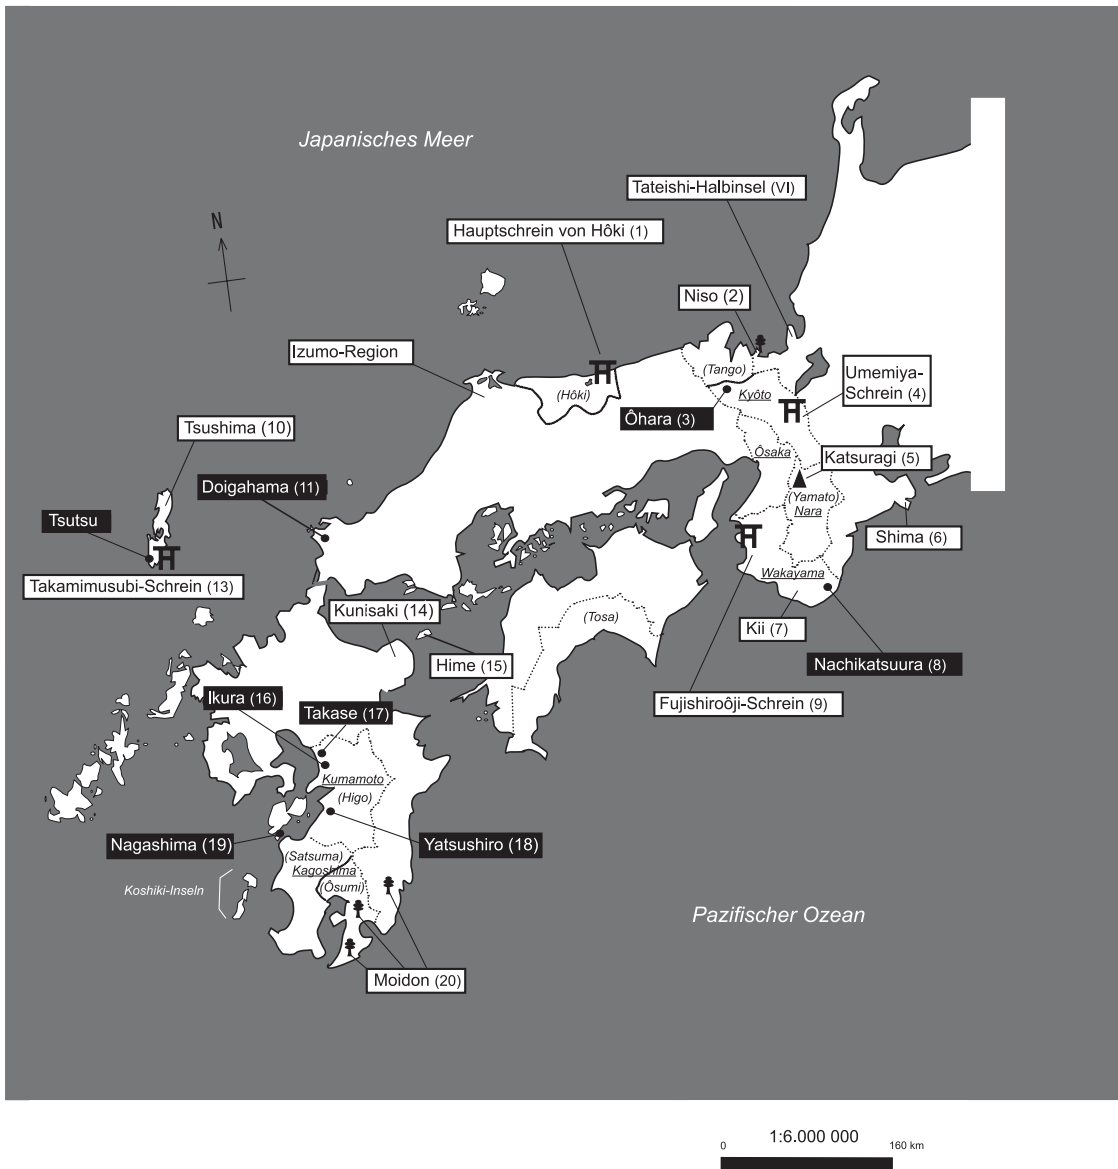 Japanisches Meer
Tateishi-Halbinsel (VI)
N
Hauptschrein von Hôki (1)
Niso (2)
Izumo-Region
(Tango)
Umemiya-
Schrein (4)
(Hôki)
Kyôto
Ôhara (3)
Tsushima (10)
Ôsaka
Katsuragi (5)
Doigahama (11)
(Yamato)
Nara
Tsutsu
Shima (6)
Takamimusubi-Schrein (13)
Wakayama
Kunisaki (14)
(Tosa)
Kii (7)
Hime (15)
Nachikatsuura (8)
Ikura (16)
Fujishiroôji-Schrein (9)
Takase (17)
Kumamoto
(Higo)
Nagashima (19)
Yatsushiro (18)
(Satsuma)
Kagoshima
(Ôsumi)
Koshiki-Inseln
Pazifischer Ozean
Moidon (20)
1:6.000 000
0
160 km